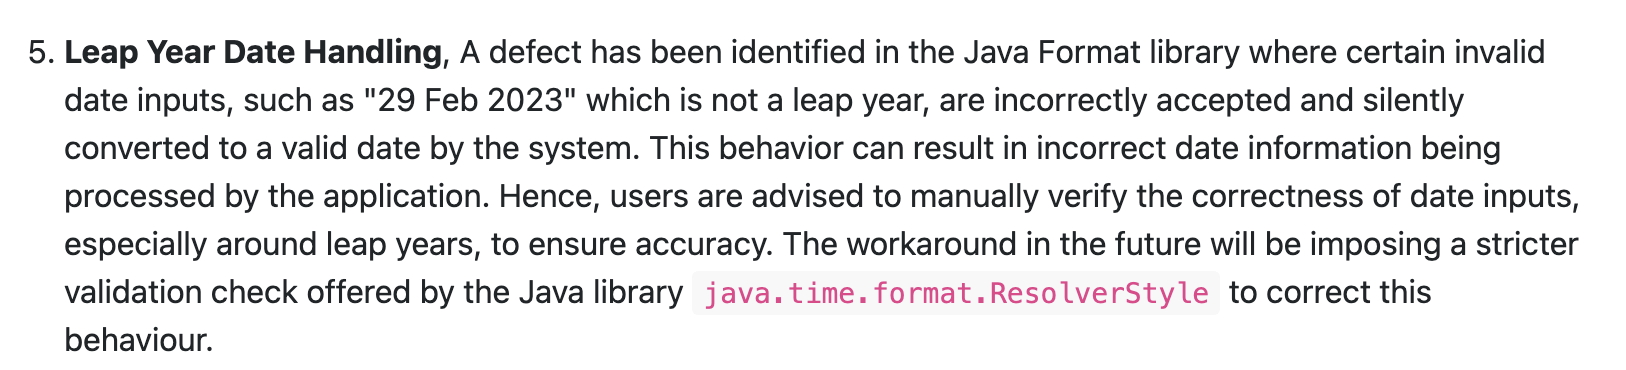 5. Leap Year Date Handling, A defect has been identified in the Java Format library where certain invalid
date inputs, such as "29 Feb 2023" which is not a leap year, are incorrectly accepted and silently
converted to a valid date by the system. This behavior can result in incorrect date information being
processed by the application. Hence, users are advised to manually verify the correctness of date inputs,
especially around leap years, to ensure accuracy. The workaround in the future will be imposing a stricter
validation check offered by the Java library java.time.format.ResolverStyle to correct this
behaviour.